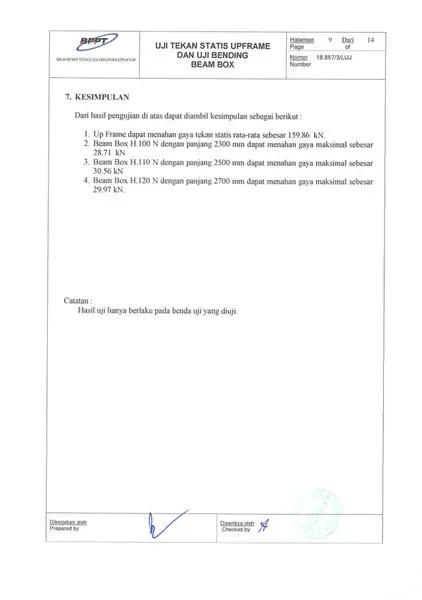 BPPT
BALAI BESAR TEKNOLOGI KEKUATAN STRUKTUR
UJI TEKAN STATIS UPFRAME
DAN UJI BENDING
BEAM BOX
Halaman 9 Dari 14
Page of
Nomor 18.857/3/LUJ
Number
7. KESIMPULAN
Dari hasil pengujian di atas dapat diambil kesimpulan sebagai berikut :
1. Up Frame dapat menahan gaya tekan statis rata-rata sebesar 159.86 kN.
2. Beam Box H.100 N dengan panjang 2300 mm dapat menahan gaya maksimal sebesar
28.71 kN
3. Beam Box H.110 N dengan panjang 2500 mm dapat menahan gaya maksimal sebesar
30.56 kN
4. Beam Box H.120 N dengan panjang 2700 mm dapat menahan gaya maksimal sebesar
29.97 kN.
Catatan :
Hasil uji hanya berlaku pada benda uji yang diuji.
Dikerjakan oleh
Prepared by
Diperiksa oleh
Checked by